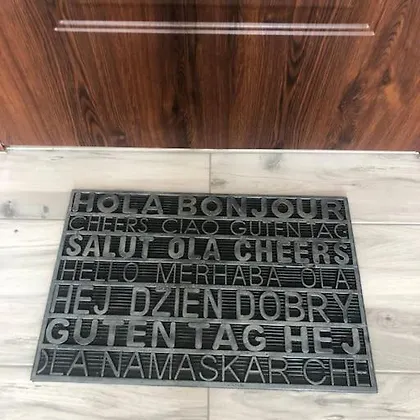 HOLA BONJOUR
CHEERS CIAO GUTEN TAG
SALUT OLA CHEERS
HELLO MERHABA OLA
HEJ DZIEN DOBRY
GUTEN TAG HEJ
OLA NAMASKAR CHE